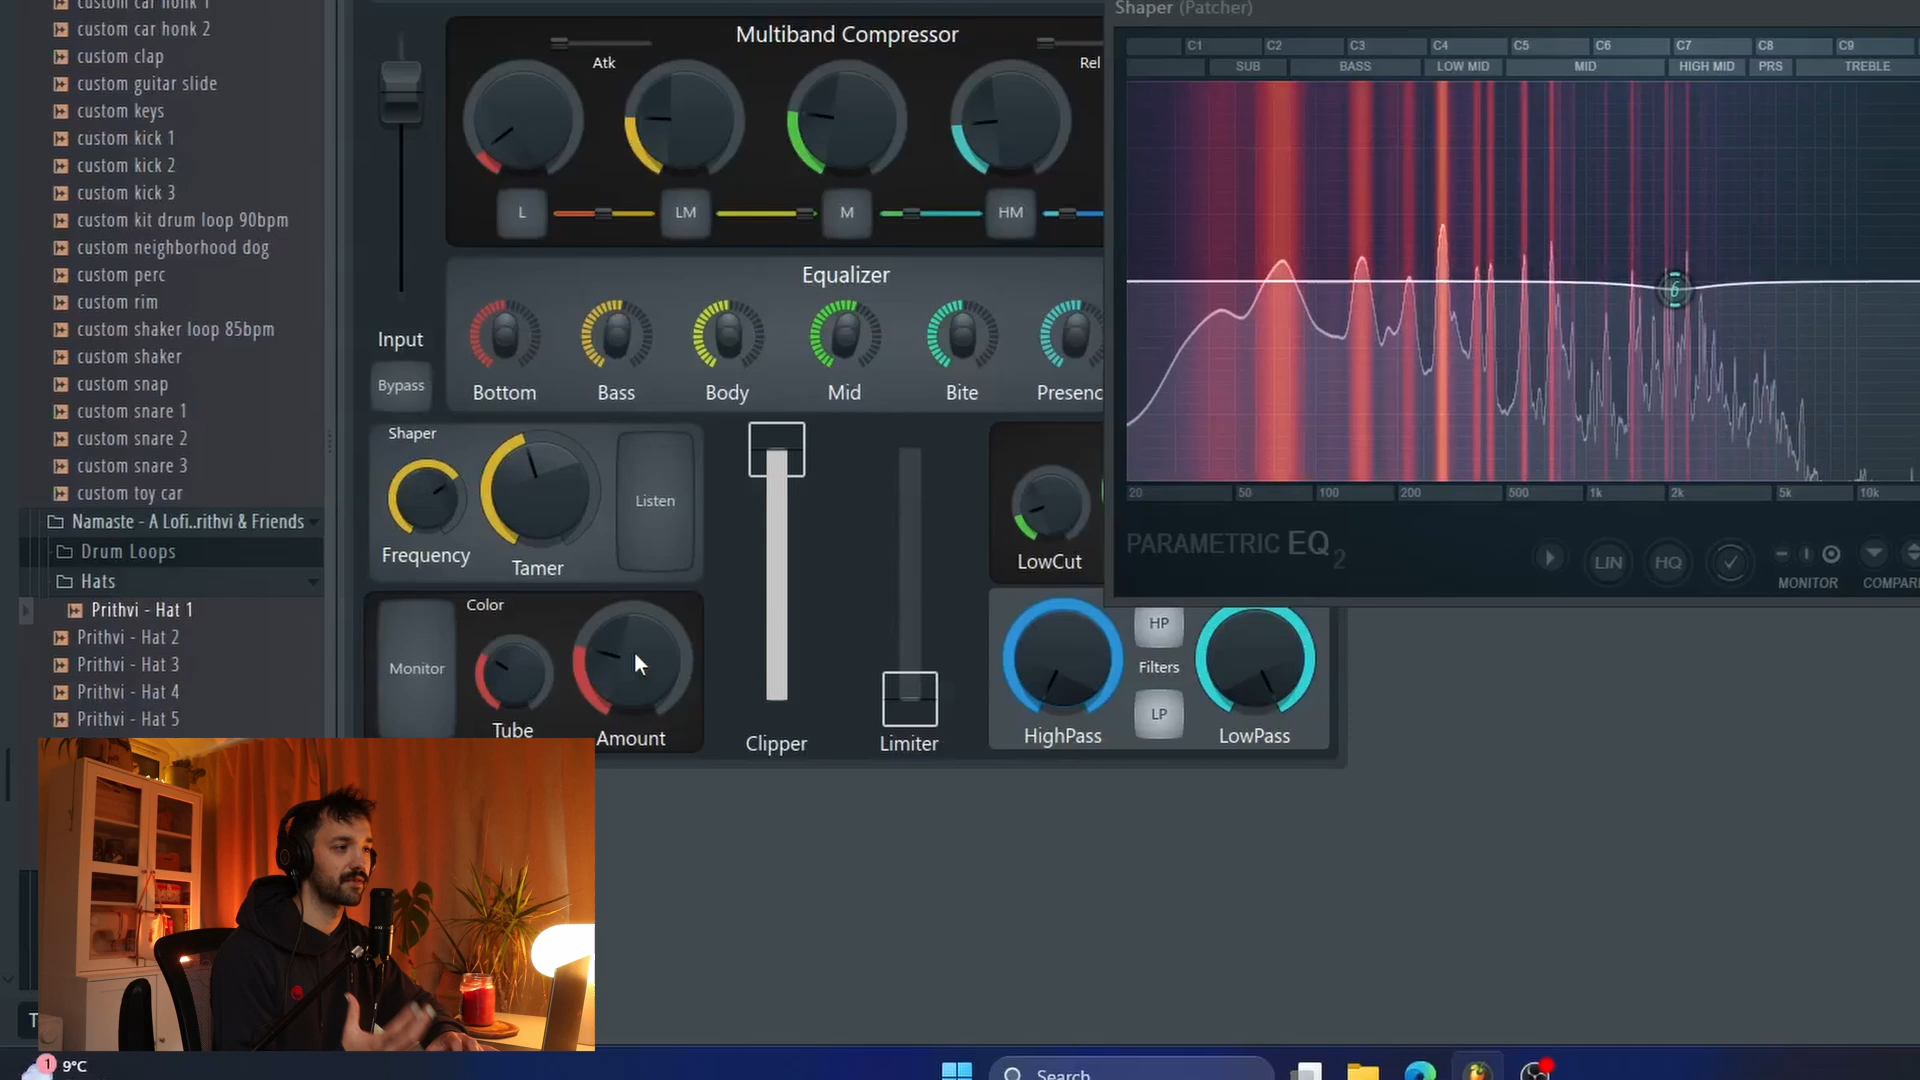 custom car honk 1
custom car honk 2
custom clap
custom guitar slide
custom keys
custom kick 1
custom kick 2
custom kick 3
custom kit drum loop 90bpm
custom neighborhood dog
custom perc
custom rim
custom shaker loop 85bpm
custom shaker
custom snap
custom snare 1
custom snare 2
custom snare 3
custom toy car
Namaste - A Lofi..rithvi & Friends
Drum Loops
Hats
Prithvi - Hat 1
Prithvi - Hat 2
Prithvi - Hat 3
Prithvi - Hat 4
Prithvi - Hat 5
Multiband Compressor
Atk
Rel
L
LM
M
HM
Equalizer
Input
Bypass
Bottom
Bass
Body
Mid
Bite
Presenc
Shaper
Frequency
Tamer
Listen
Color
Monitor
Tube
Amount
Clipper
Limiter
LowCut
HP
Filters
LP
HighPass
LowPass
Shaper (Patcher)
C1 C2 C3 C4 C5 C6 C7 C8 C9
SUB BASS LOW MID MID HIGH MID PRS TREBLE
6
20 50 100 200 500 1k 2k 5k 10k
PARAMETRIC EQ 2
LIN
HQ
MONITOR
COMPAR
T
1
9°C
Search